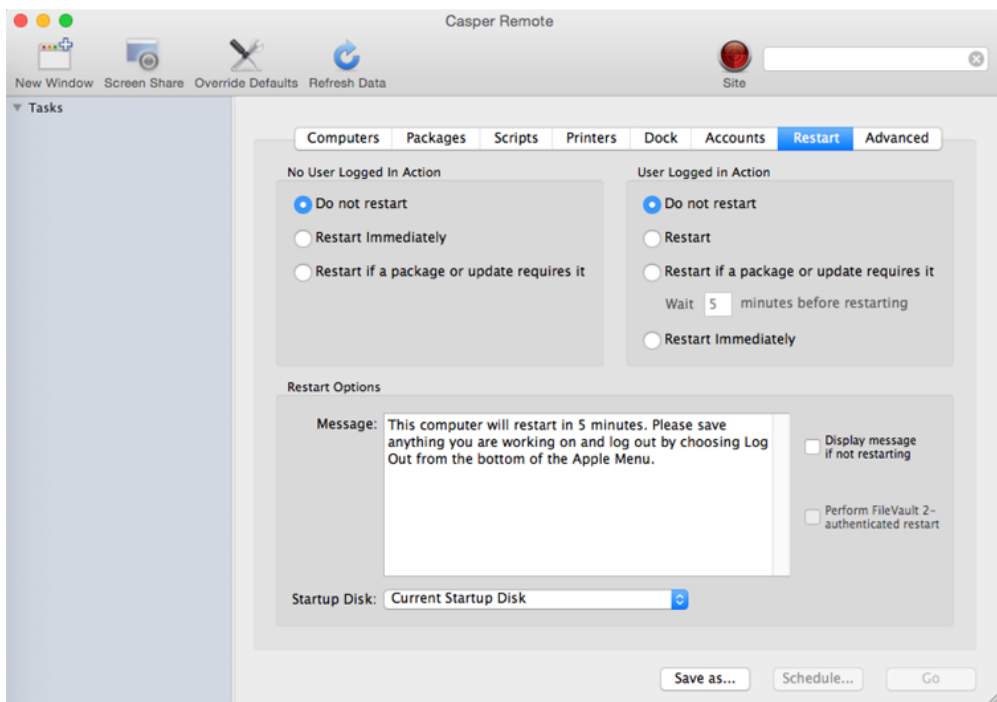 Casper Remote
New Window Screen Share Override Defaults Refresh Data Site
Tasks
Computers Packages Scripts Printers Dock Accounts Restart Advanced
No User Logged In Action
Do not restart
Restart Immediately
Restart if a package or update requires it
User Logged in Action
Do not restart
Restart
Restart if a package or update requires it
Wait 5 minutes before restarting
Restart Immediately
Restart Options
Message:
This computer will restart in 5 minutes. Please save
anything you are working on and log out by choosing Log
Out from the bottom of the Apple Menu.
Display message
if not restarting
Perform FileVault 2-
authenticated restart
Startup Disk: Current Startup Disk
Save as... Schedule... Go